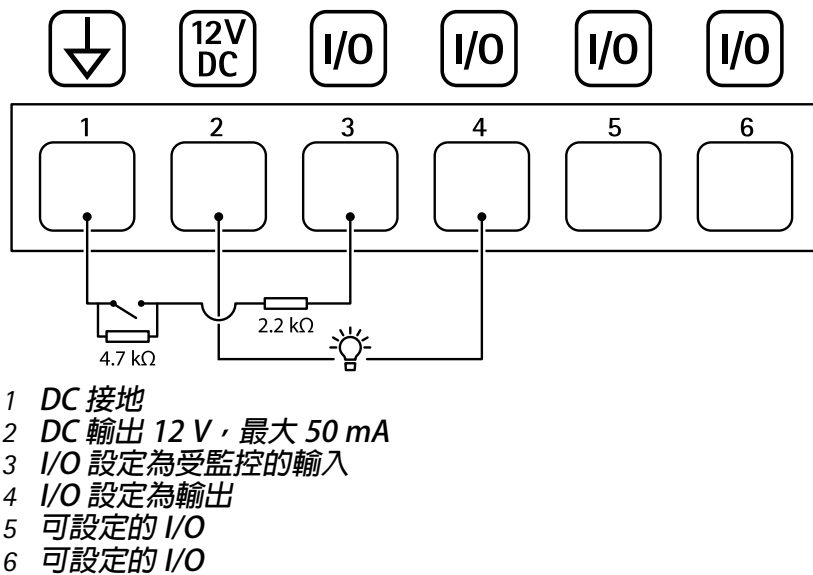 12V DC I/O I/O I/O I/O
1 2 3 4 5 6
2.2 kΩ
4.7 kΩ
1 DC 接地
2 DC 輸出 12 V，最大 50 mA
3 I/O 設定為受監控的輸入
4 I/O 設定為輸出
5 可設定的 I/O
6 可設定的 I/O